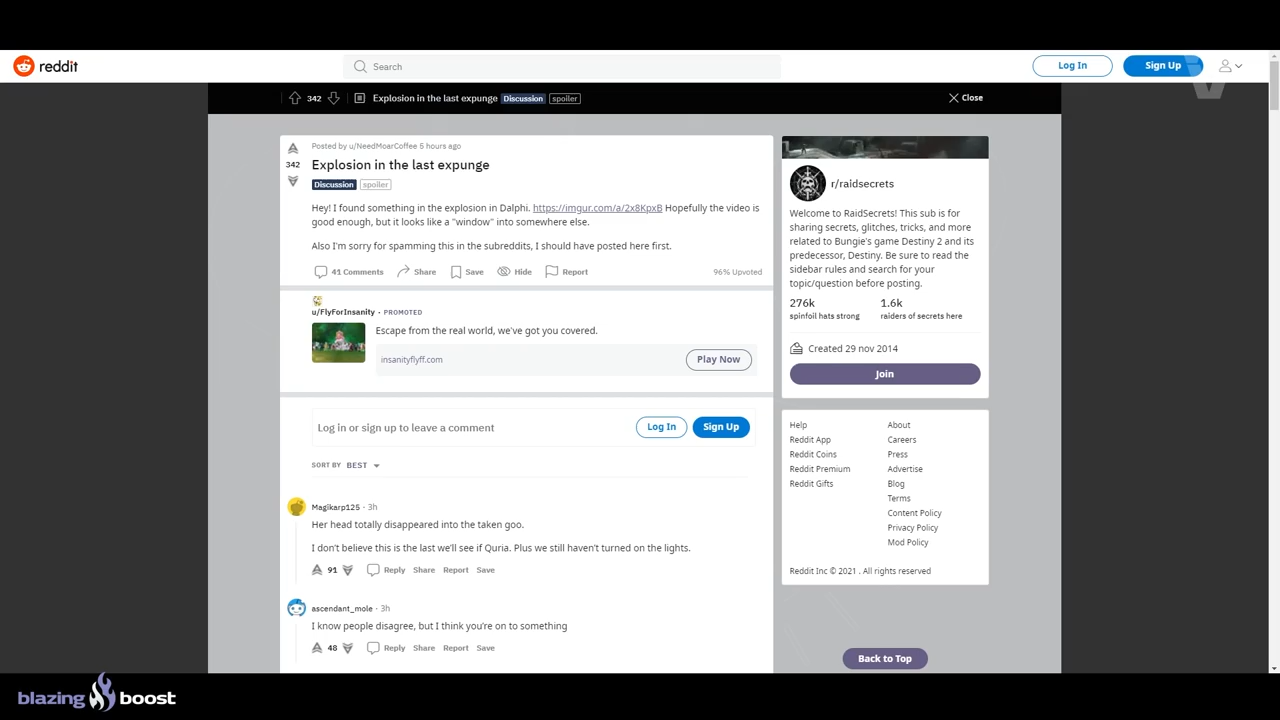 reddit
Search
Log In
Sign Up
342
Explosion in the last expunge Discussion spoiler
Close
Posted by u/NeedMoarCoffee 5 hours ago
342
Explosion in the last expunge
Discussion spoiler
Hey! I found something in the explosion in Dalphi. https://imgur.com/a/2x8KpxB Hopefully the video is
good enough, but it looks like a "window" into somewhere else.
Also I'm sorry for spamming this in the subreddits, I should have posted here first.
41 Comments Share Save Hide Report 96% Upvoted
u/FlyForInsanity • PROMOTED
Escape from the real world, we've got you covered.
insanityflyff.com
Play Now
Log in or sign up to leave a comment
Log In
Sign Up
SORT BY BEST
Magikarp125 · 3h
Her head totally disappeared into the taken goo.
I don't believe this is the last we'll see if Quria. Plus we still haven't turned on the lights.
91 Reply Share Report Save
ascendant_mole · 3h
I know people disagree, but I think you're on to something
48 Reply Share Report Save
r/raidsecrets
Welcome to RaidSecrets! This sub is for
sharing secrets, glitches, tricks, and more
related to Bungie's game Destiny 2 and its
predecessor, Destiny. Be sure to read the
sidebar rules and search for your
topic/question before posting.
276k 1.6k
spinfoil hats strong raiders of secrets here
Created 29 nov 2014
Join
Help About
Reddit App Careers
Reddit Coins Press
Reddit Premium Advertise
Reddit Gifts Blog
Terms
Content Policy
Privacy Policy
Mod Policy
Reddit Inc © 2021 . All rights reserved
Back to Top
blazing boost